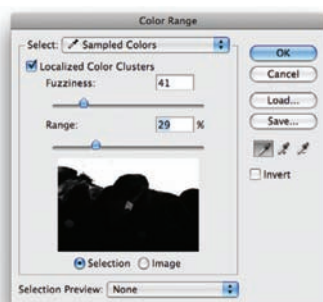 Color Range
Select: Sampled Colors
Localized Color Clusters
Fuzziness: 41
Range: 29 %
Selection Image
Selection Preview: None
OK
Cancel
Load...
Save...
Invert